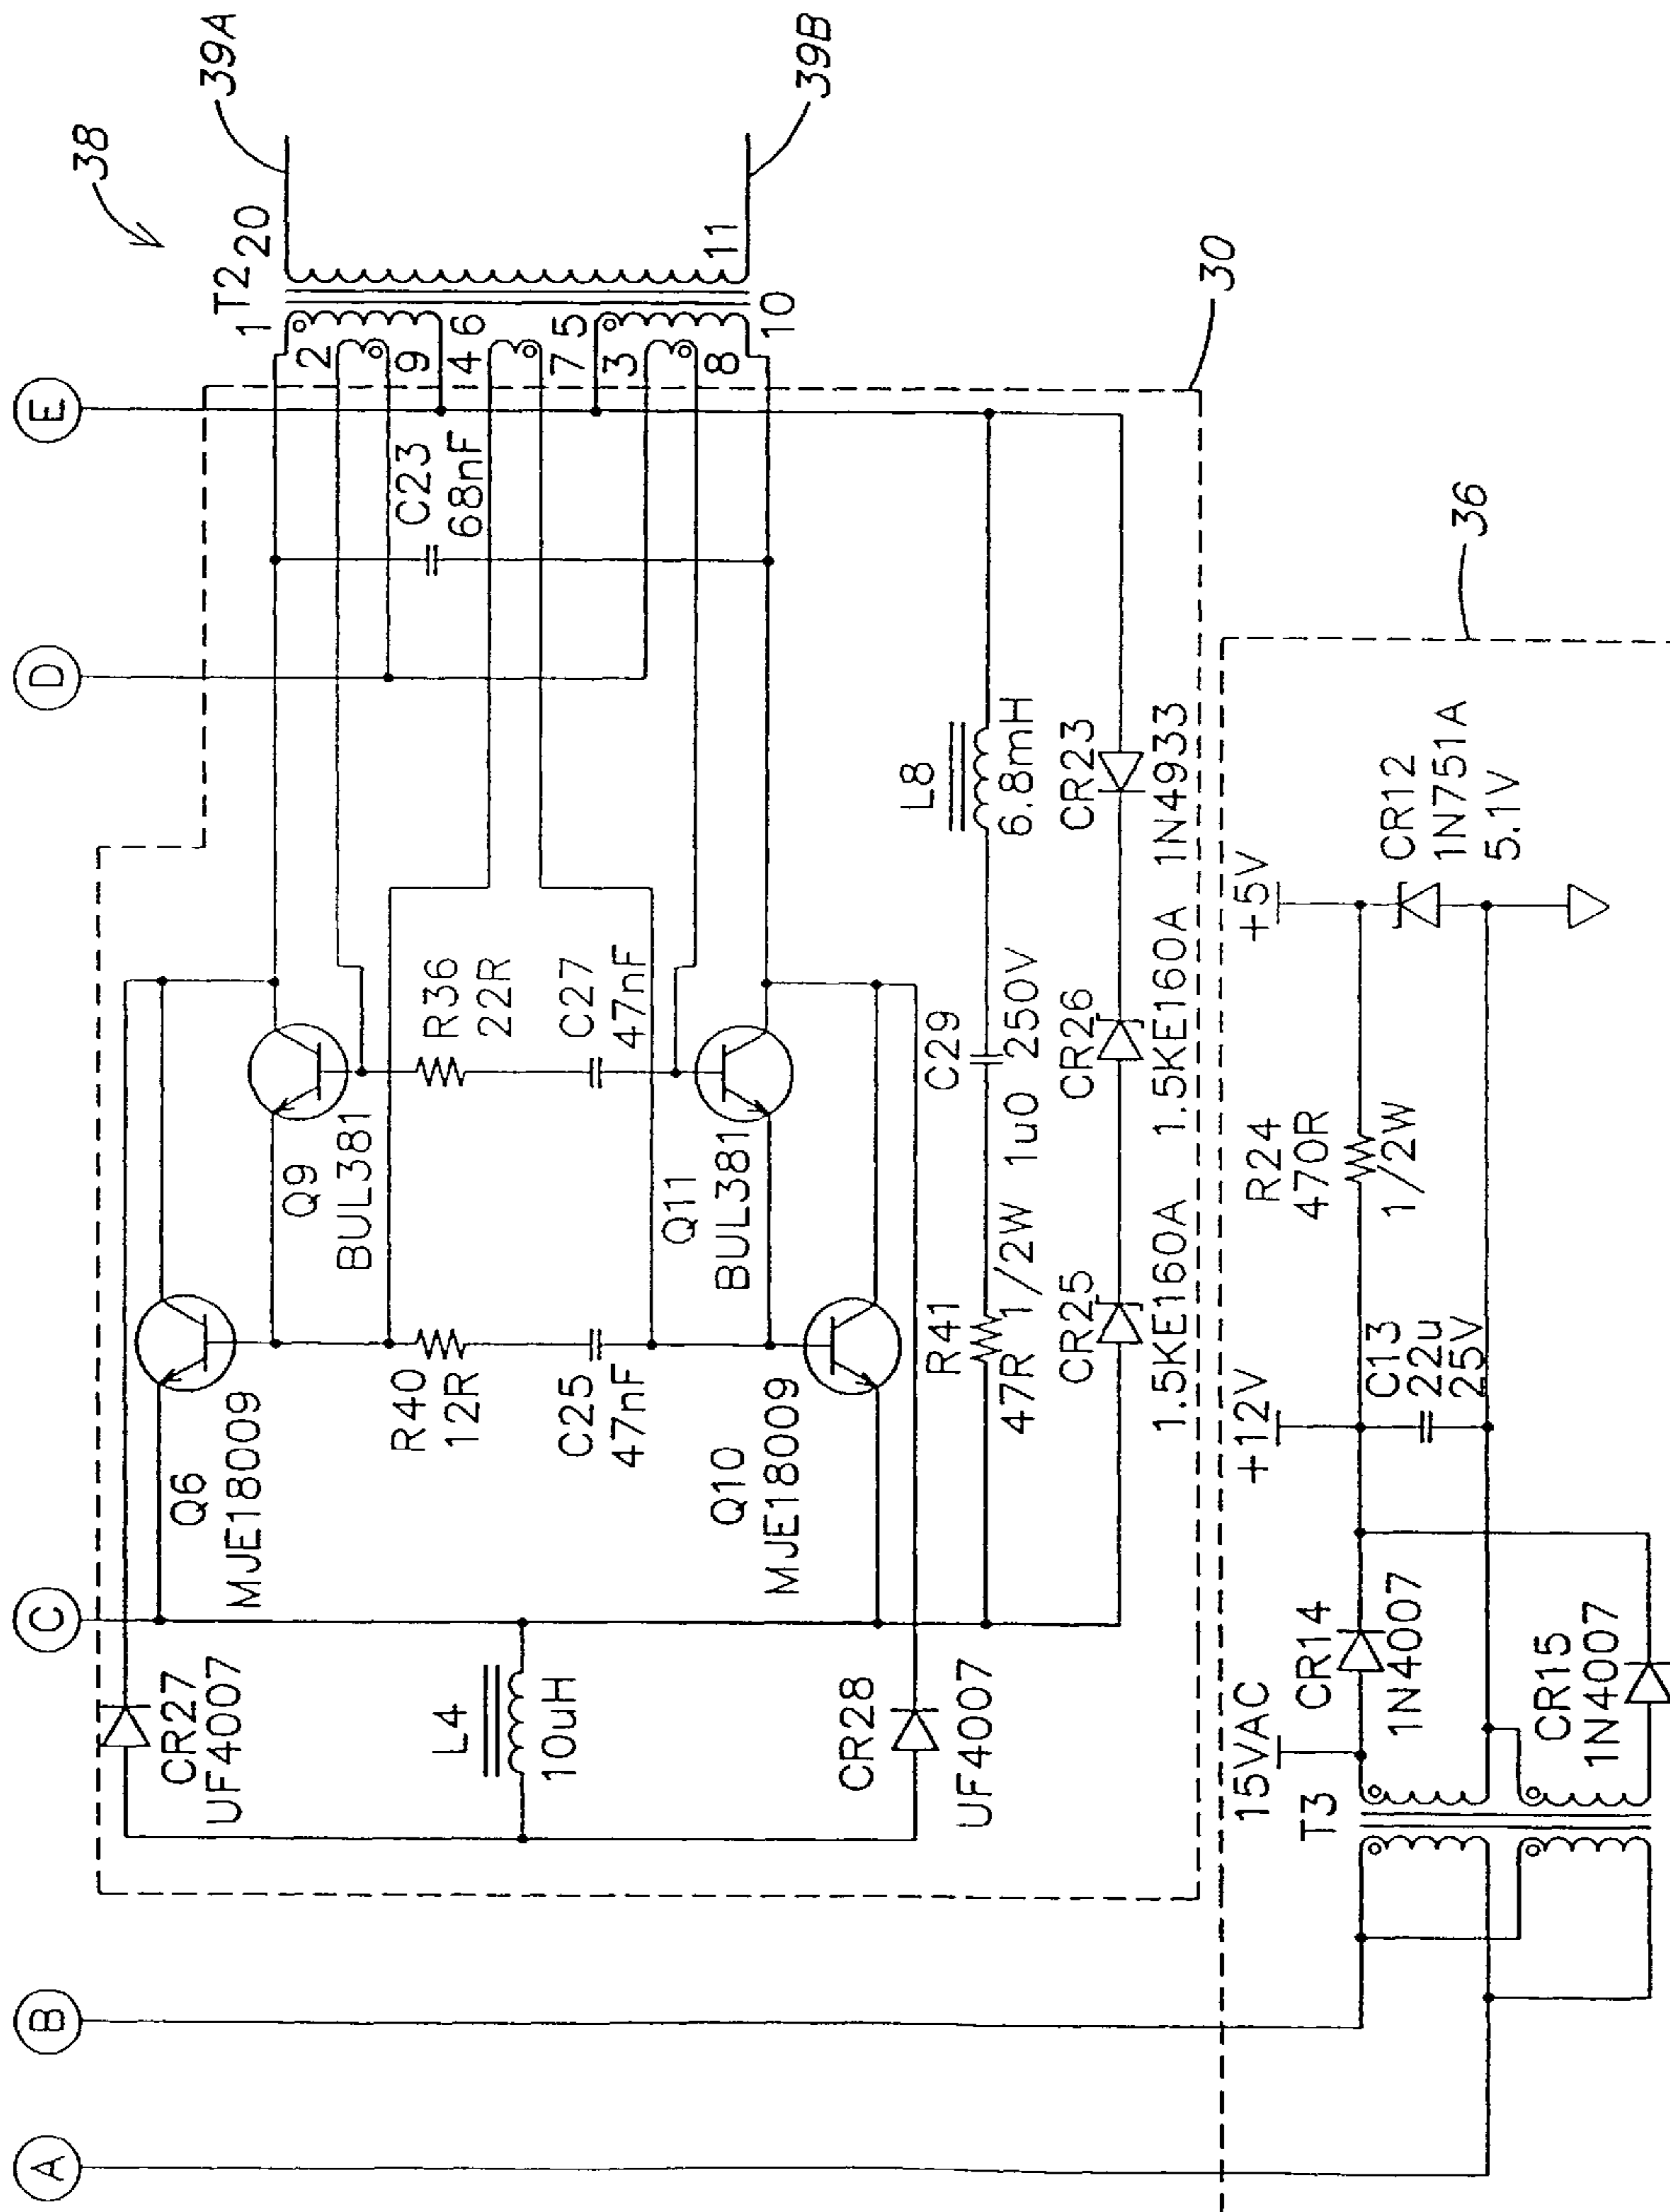 A
B
C
D
E
38
39A
39B
30
36
CR27
UF4007
L4
10uH
CR28
UF4007
Q6
MJE18009
R40
12R
C25
47nF
Q10
MJE18009
Q9
BUL381
R36
22R
C27
47nF
Q11
BUL381
C23
68nF
T2
20
1
2
9
4
6
7
5
3
8
10
11
R41
47R 1/2W
C29
1u0 250V
L8
6.8mH
CR25
1.5KE160A
CR26
1.5KE160A
CR23
1N4933
T3
15VAC
CR14
1N4007
CR15
1N4007
+12V
C13
22u
25V
R24
470R
1/2W
+5V
CR12
1N751A
5.1V